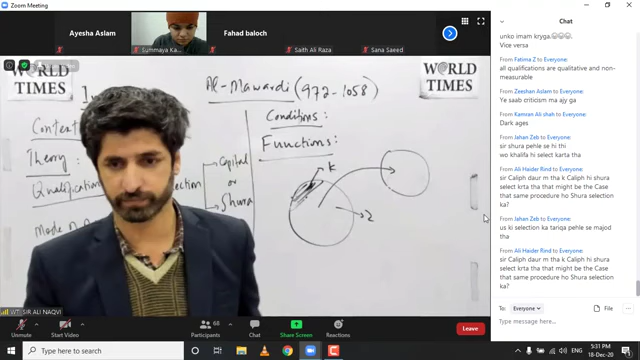 Zoom Meeting
Ayesha Aslam
Summaya Ka...
Fahad baloch
Saith Ali Raza
Sana Saeed
WORLD
TIMES
WORLD
TIMES
Al-Mawardi (972-1058)
Context
Theory:
Qualification
Selection
Capital
or
Shura
Mode of
Conditions:
Functions:
K
2
WT: SIR ALI NAQVI
Chat
unko imam kryga
Vice versa
From Fatima Z to Everyone:
all qualifications are qualitative and non-measurable
From Zeeshan Aslam to Everyone:
Ye saab criticism ma ajy ga
From Kamran Ali shah to Everyone:
Dark ages
From Jahan Zeb to Everyone:
sir shura pehle se hi thi
wo khalifa hi select karta tha
From Ali Haider Rind to Everyone:
sir Caliph daur m tha k Caliph hi shura
select krta tha that might be the Case
that same procedure ho Shura selection
ka?
From Jahan Zeb to Everyone:
us ki selection ka tariqa pehle se majod
tha
From Ali Haider Rind to Everyone:
sir Caliph daur m tha k Caliph hi shura
select krta tha that might be the Case
that same procedure ho Shura selection
ka?
To: Everyone
File
Type message here...
Unmute
Start Video
Participants
68
Chat
Share Screen
Reactions
Leave
Type here to search
5:31 PM
18-Dec-20